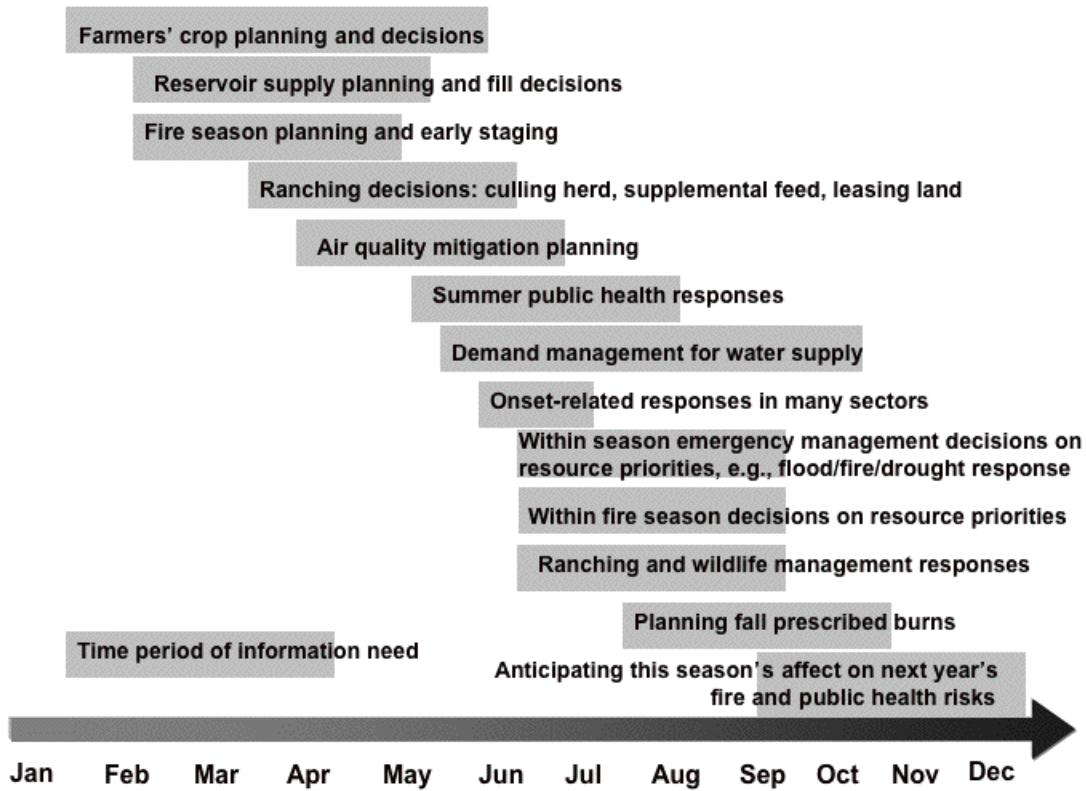 Farmers' crop planning and decisions
Reservoir supply planning and fill decisions
Fire season planning and early staging
Ranching decisions: culling herd, supplemental feed, leasing land
Air quality mitigation planning
Summer public health responses
Demand management for water supply
Onset-related responses in many sectors
Within season emergency management decisions on
resource priorities, e.g., flood/fire/drought response
Within fire season decisions on resource priorities
Ranching and wildlife management responses
Planning fall prescribed burns
Time period of information need
Anticipating this season's affect on next year's
fire and public health risks
Jan Feb Mar Apr May Jun Jul Aug Sep Oct Nov Dec